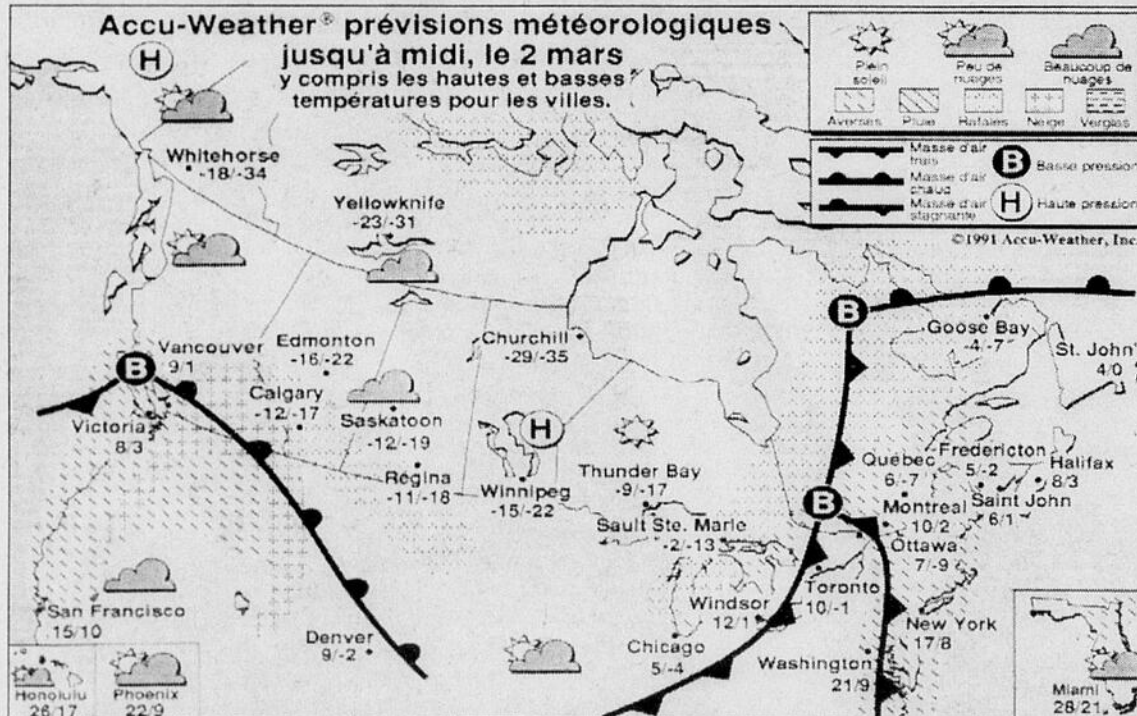 Accu-Weather® prévisions météorologiques
jusqu'à midi, le 2 mars
y compris les hautes et basses
températures pour les villes.
H
Plein
soleil
Peu de
nuages
Beaucoup de
nuages
Averses
Pluie
Rafales
Neige
Verglas
Masse d'air
frais
Masse d'air
chaud
Masse d'air
stagnante
B
Basse pression
H
Haute pression
©1991 Accu-Weather, Inc.
Whitehorse
-18/-34
Yellowknife
-23/-31
B
Goose Bay
-4/-7
St. John'
4/0
Churchill
-29/-35
Edmonton
-16/-22
Vancouver
9/1
B
Calgary
-12/-17
Victoria
8/3
Saskatoon
-12/-19
Régina
-11/-18
H
Winnipeg
-15/-22
Thunder Bay
-9/-17
Sault Ste. Marie
-2/-13
Québec
6/-7
Fredericton
5/-2
Halifax
8/3
Saint John
6/1
B
Montreal
10/2
Ottawa
7/-9
Toronto
10/-1
Windsor
12/1
New York
17/8
Chicago
5/-4
Washington
21/9
San Francisco
15/10
Denver
9/-2
Honolulu
26/17
Phoenix
22/9
Miami
28/21